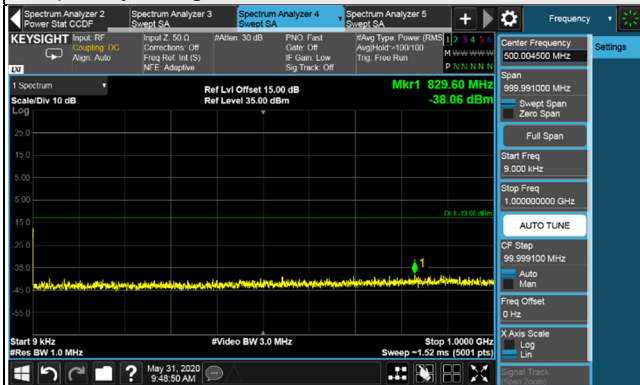 Spectrum Analyzer 2
Power Stat CCDF
Spectrum Analyzer 3
Swept SA
Spectrum Analyzer 4
Swept SA
Spectrum Analyzer 5
Swept SA
+
Frequency
KEYSIGHT
Input: RF
Coupling: DC
Align: Auto
Input Z: 50 Ω
Corrections: Off
Freq Ref: Int (S)
NFE: Adaptive
#Atten: 30 dB
PNO: Fast
Gate: Off
IF Gain: Low
Sig Track: Off
#Avg Type: Power (RMS
Avg|Hold:>100/100
Trig: Free Run
1 2 3 4 5 6
M W W W W W
P N N N N N
LXI
1 Spectrum
Scale/Div 10 dB
Log
Ref Lvl Offset 15.00 dB
Ref Level 35.00 dBm
Mkr1 829.60 MHz
-38.06 dBm
25.0
15.0
5.00
-5.00
-15.0
-25.0
-35.0
-45.0
-55.0
DL1 -13.00 dBm
1
Start 9 kHz
#Res BW 1.0 MHz
#Video BW 3.0 MHz
Stop 1.0000 GHz
Sweep ~1.52 ms (5001 pts)
Center Frequency
500.004500 MHz
Settings
Span
999.991000 MHz
Swept Span
Zero Span
Full Span
Start Freq
9.000 kHz
Stop Freq
1.000000000 GHz
AUTO TUNE
CF Step
99.999100 MHz
Auto
Man
Freq Offset
0 Hz
X Axis Scale
Log
Lin
Signal Track
(Span Zoom)
?
May 31, 2020
9:48:50 AM